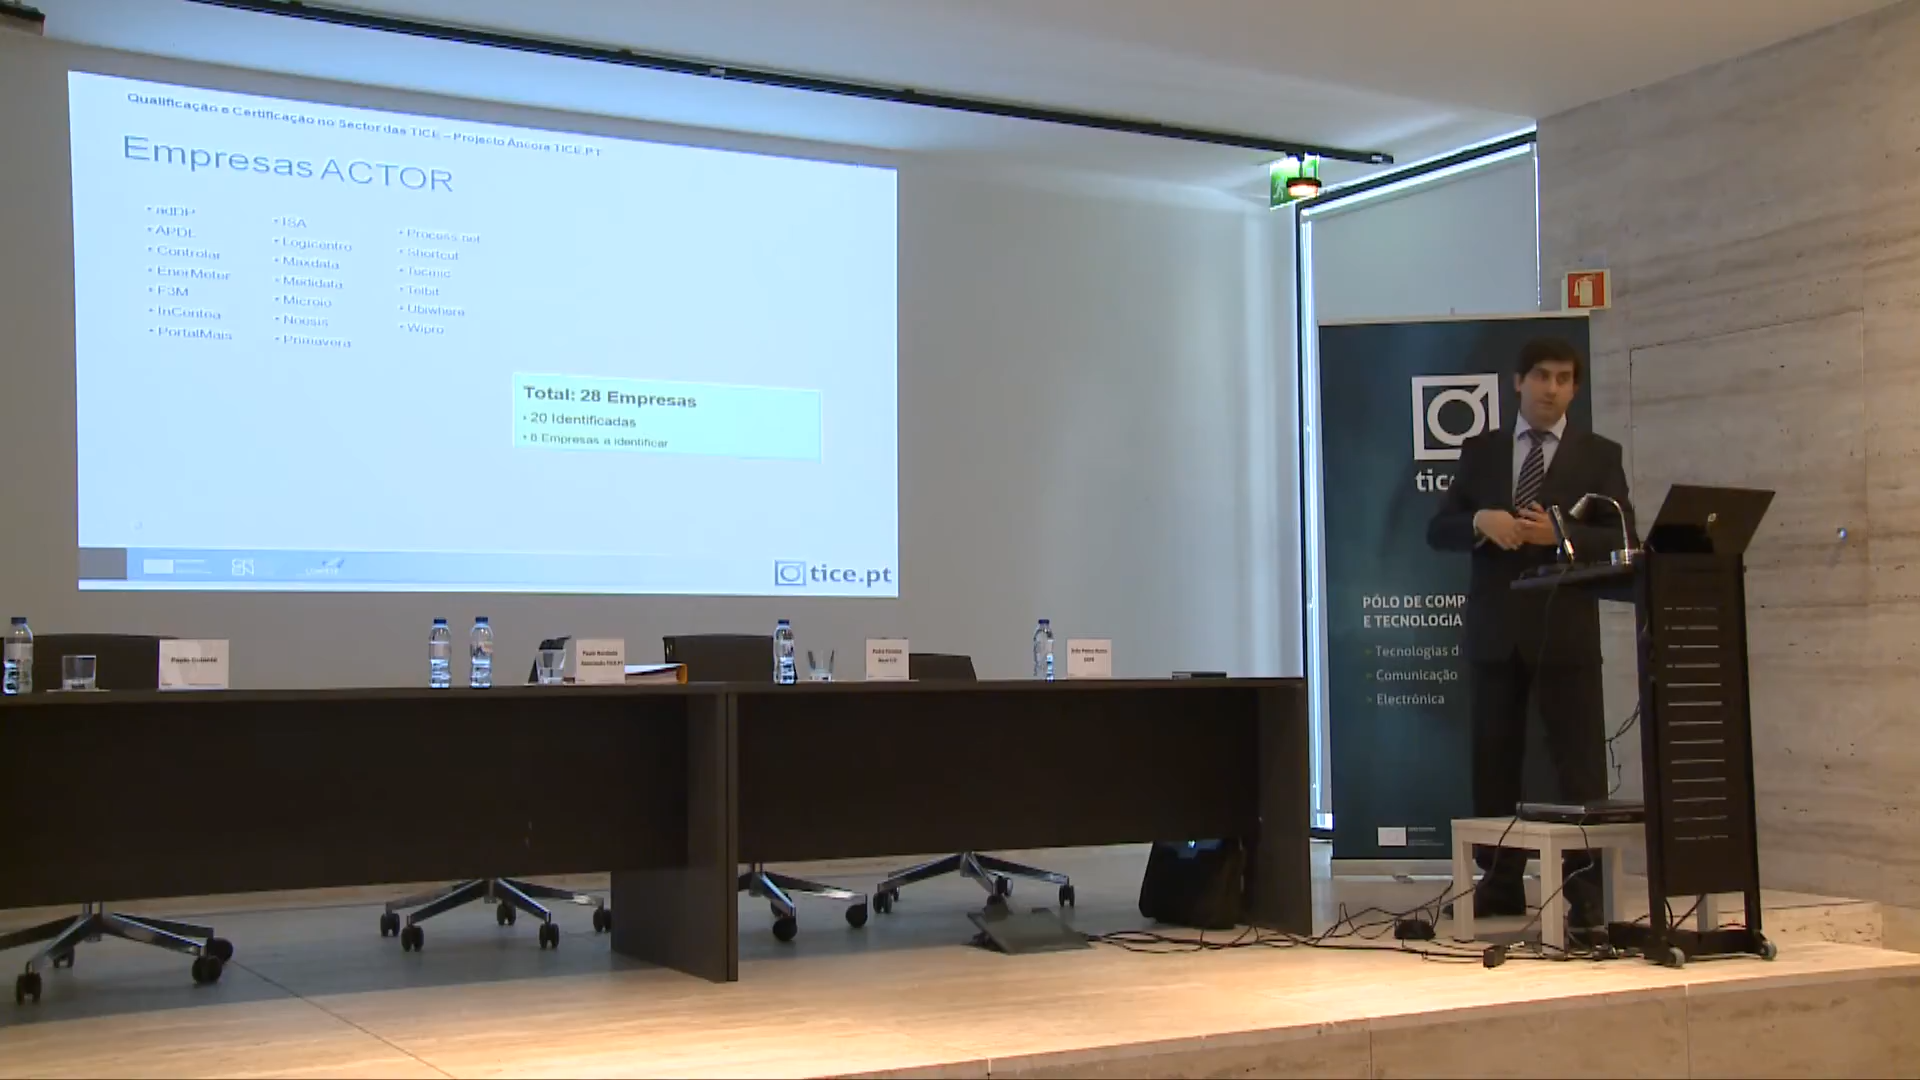 Qualificação e Certificação no Sector das TICE – Projecto Âncora TICE.PT
Empresas ACTOR
• adDP
• APDL
• Controlar
• EnerMeter
• F3M
• InContea
• PortalMais
• ISA
• Logicentro
• Maxdata
• Medidata
• Microio
• Nousis
• Primavera
• Process.net
• Shortcut
• Tecmic
• Telbit
• Ubiwhere
• Wipro
Total: 28 Empresas
• 20 Identificadas
• 8 Empresas a identificar
tice.pt
tice
PÓLO DE COMP
E TECNOLOGIA
Tecnologias d
Comunicação
Electrónica